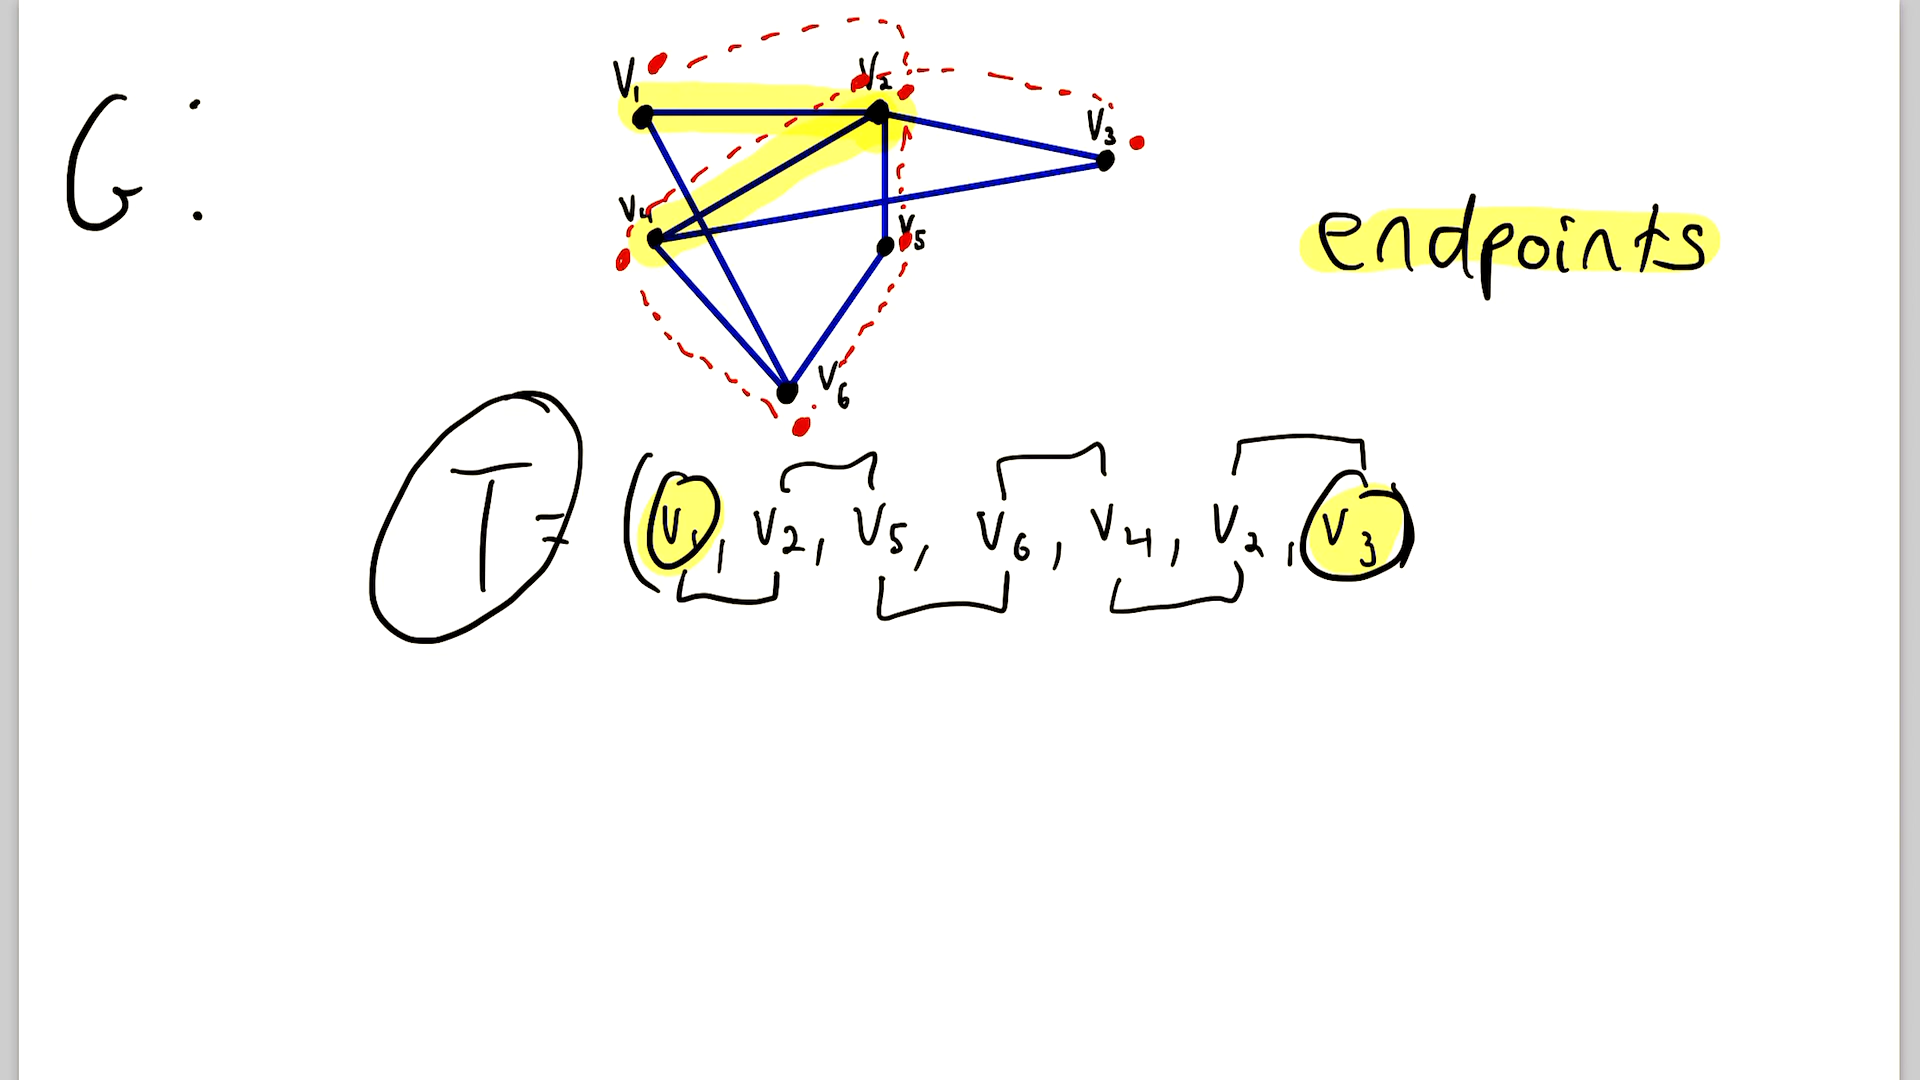 G:
V₁
V₂
V₃
V₄
V₅
V₆
endpoints
T = (V₁, V₂, V₅, V₆, V₄, V₂, V₃)